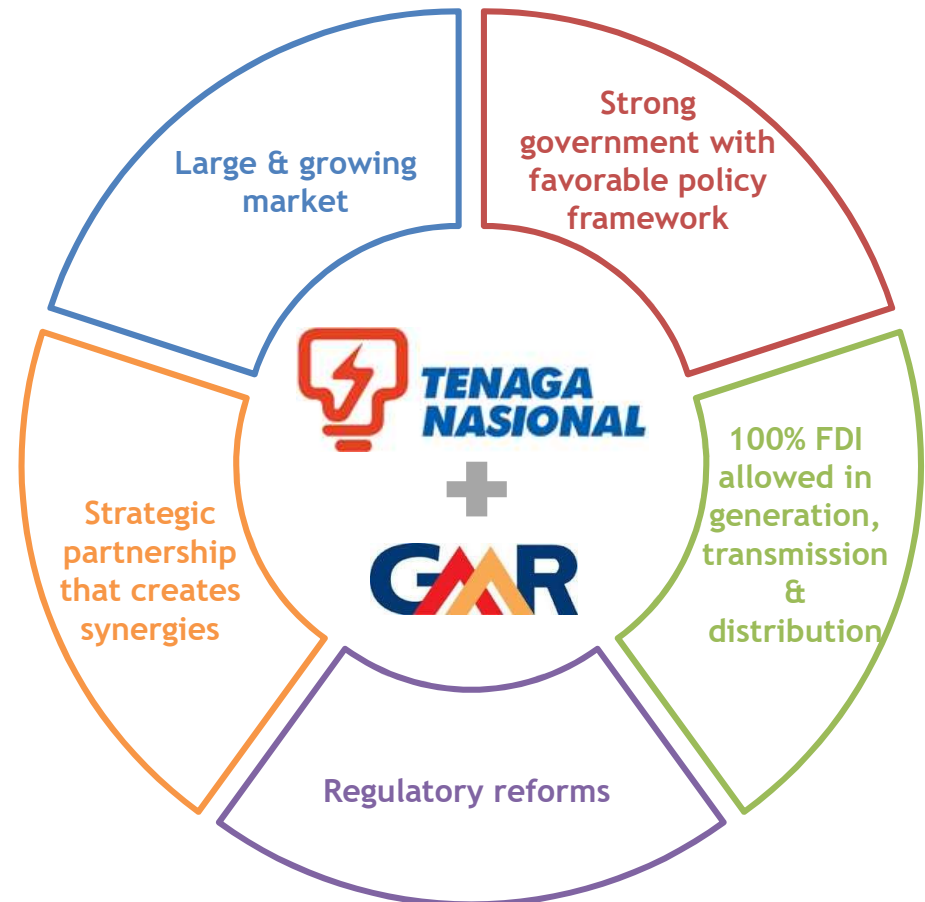 Large & growing
market
Strong
government with
favorable policy
framework
100% FDI
allowed in
generation,
transmission
&
distribution
Regulatory reforms
Strategic
partnership
that creates
synergies
TENAGA
NASIONAL
GMR